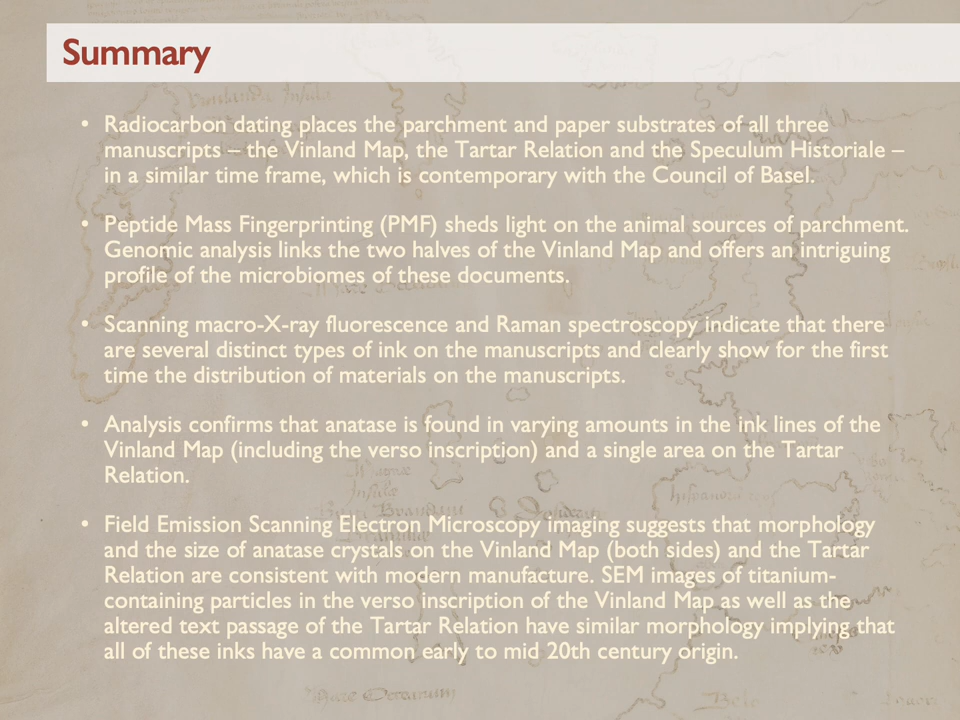 Summary
• Radiocarbon dating places the parchment and paper substrates of all three
manuscripts – the Vinland Map, the Tartar Relation and the Speculum Historiale –
in a similar time frame, which is contemporary with the Council of Basel.
• Peptide Mass Fingerprinting (PMF) sheds light on the animal sources of parchment.
Genomic analysis links the two halves of the Vinland Map and offers an intriguing
profile of the microbiomes of these documents.
• Scanning macro-X-ray fluorescence and Raman spectroscopy indicate that there
are several distinct types of ink on the manuscripts and clearly show for the first
time the distribution of materials on the manuscripts.
• Analysis confirms that anatase is found in varying amounts in the ink lines of the
Vinland Map (including the verso inscription) and a single area on the Tartar
Relation.
• Field Emission Scanning Electron Microscopy imaging suggests that morphology
and the size of anatase crystals on the Vinland Map (both sides) and the Tartar
Relation are consistent with modern manufacture. SEM images of titanium-
containing particles in the verso inscription of the Vinland Map as well as the
altered text passage of the Tartar Relation have similar morphology implying that
all of these inks have a common early to mid 20th century origin.